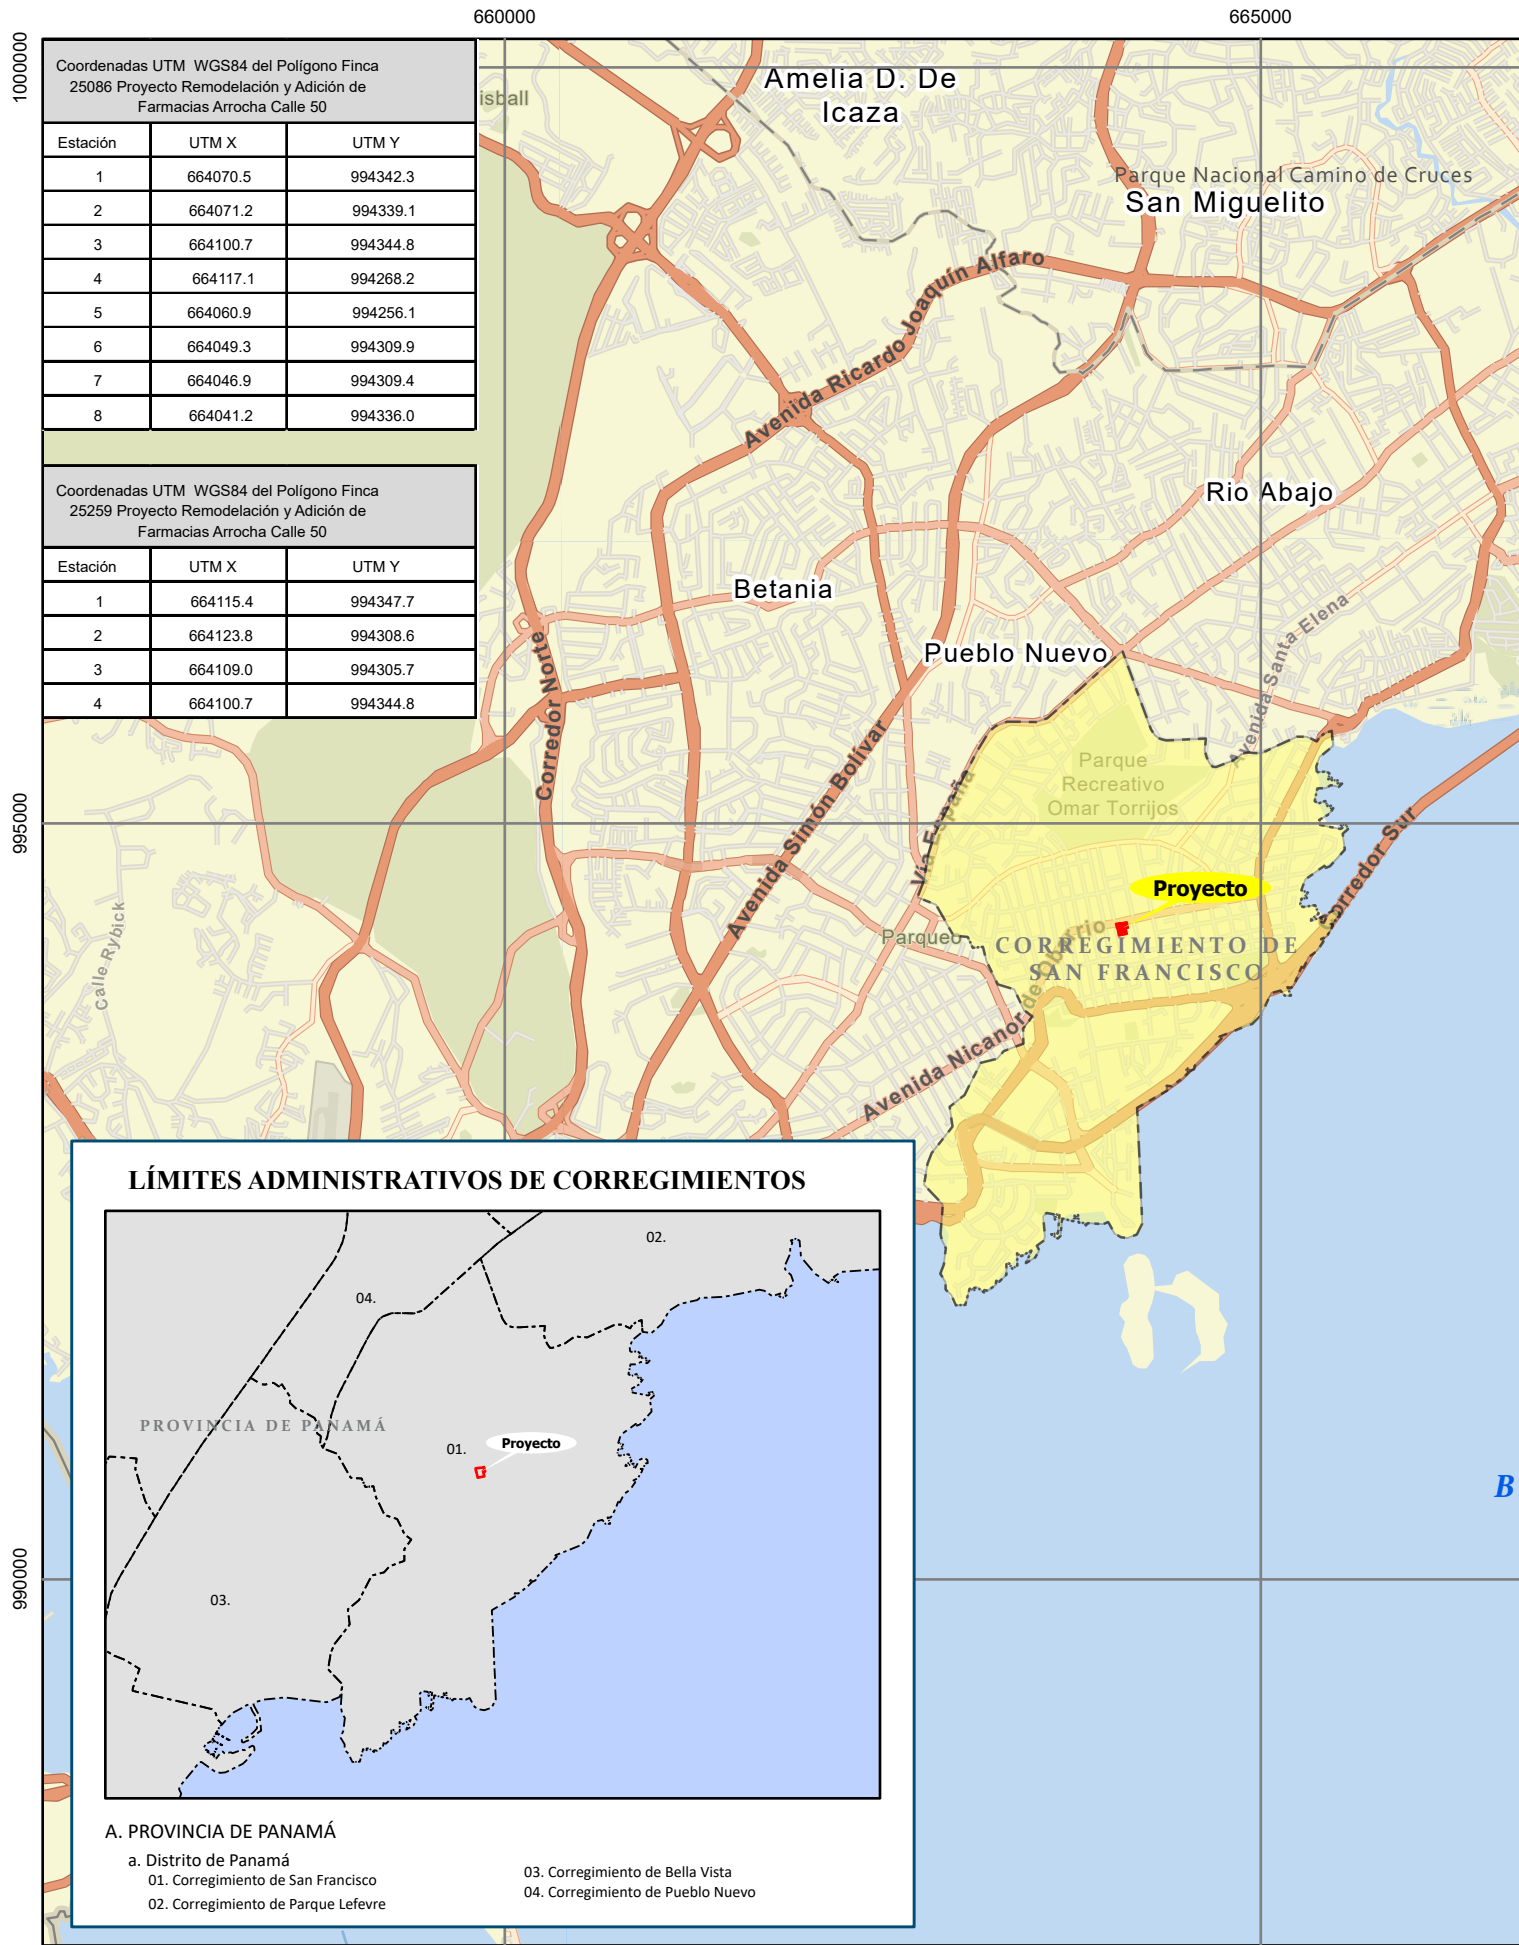 660000
665000
1000000
995000
990000
Coordenadas UTM WGS84 del Polígono Finca
25086 Proyecto Remodelación y Adición de
Farmacias Arrocha Calle 50
Estación UTM X UTM Y
1 664070.5 994342.3
2 664071.2 994339.1
3 664100.7 994344.8
4 664117.1 994268.2
5 664060.9 994256.1
6 664049.3 994309.9
7 664046.9 994309.4
8 664041.2 994336.0
Coordenadas UTM WGS84 del Polígono Finca
25259 Proyecto Remodelación y Adición de
Farmacias Arrocha Calle 50
Estación UTM X UTM Y
1 664115.4 994347.7
2 664123.8 994308.6
3 664109.0 994305.7
4 664100.7 994344.8
isball
Amelia D. De
Icaza
Parque Nacional Camino de Cruces
San Miguelito
Avenida Ricardo Joaquín Alfaro
Rio Abajo
Betania
Pueblo Nuevo
Avenida Santa Elena
Corredor Norte
Avenida Simón Bolívar
Vía España
Parque
Recreativo
Omar Torrijos
Corredor Sur
Proyecto
Calle Rybick
Parqueo
CORREGIMIENTO DE
SAN FRANCISCO
Avenida Nicanor de Obarrio
B
LÍMITES ADMINISTRATIVOS DE CORREGIMIENTOS
02.
04.
PROVINCIA DE PANAMÁ
01.
Proyecto
03.
A. PROVINCIA DE PANAMÁ
a. Distrito de Panamá
01. Corregimiento de San Francisco
02. Corregimiento de Parque Lefevre
03. Corregimiento de Bella Vista
04. Corregimiento de Pueblo Nuevo